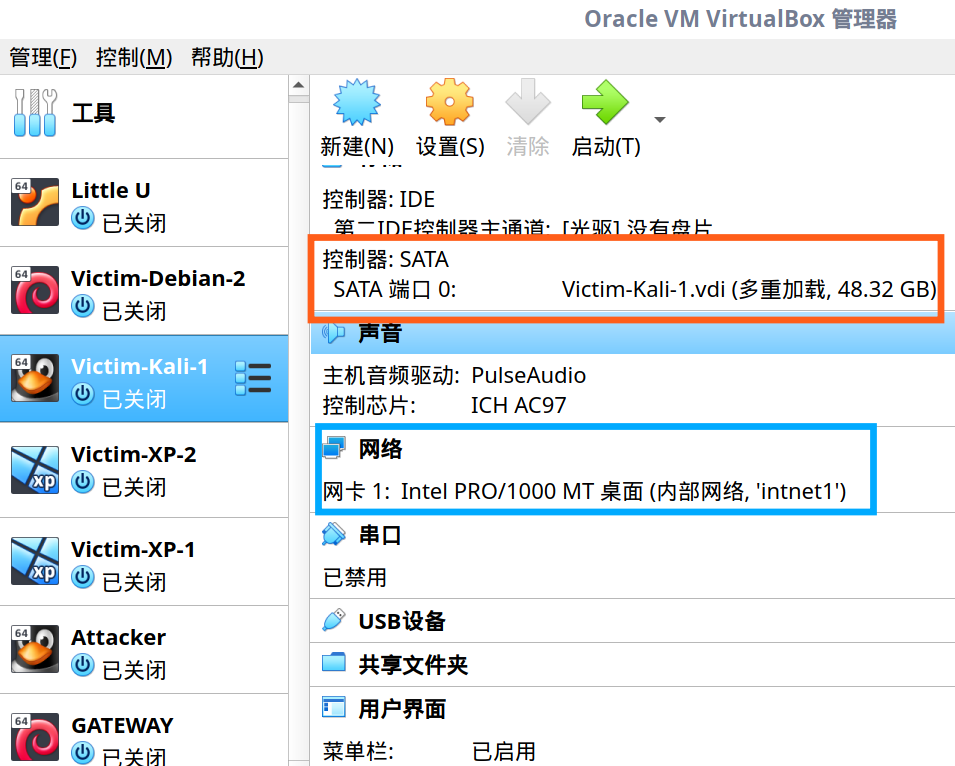 Oracle VM VirtualBox 管理器
管理(F) 控制(M) 帮助(H)
工具
64
Little U
已关闭
64
Victim-Debian-2
已关闭
64
Victim-Kali-1
已关闭
xp
Victim-XP-2
已关闭
xp
Victim-XP-1
已关闭
64
Attacker
已关闭
64
GATEWAY
已关闭
新建(N) 设置(S) 清除 启动(T)
控制器: IDE
第二IDE控制器主通道: [光驱] 没有盘片
控制器: SATA
SATA 端口 0: Victim-Kali-1.vdi (多重加载, 48.32 GB)
声音
主机音频驱动: PulseAudio
控制芯片: ICH AC97
网络
网卡 1: Intel PRO/1000 MT 桌面 (内部网络, 'intnet1')
串口
已禁用
USB设备
共享文件夹
用户界面
菜单栏: 已启用